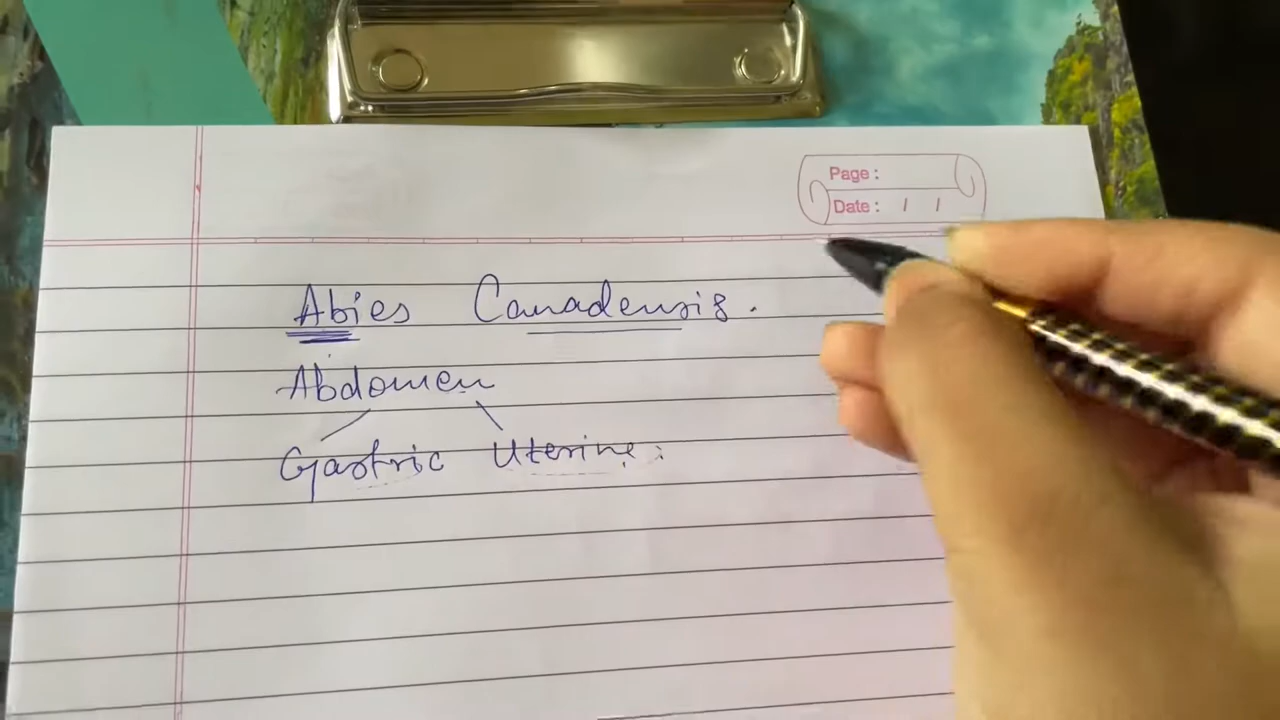 Page :
Date : / /
Abies Canadensis.
Abdomen
Gastric Uterine :